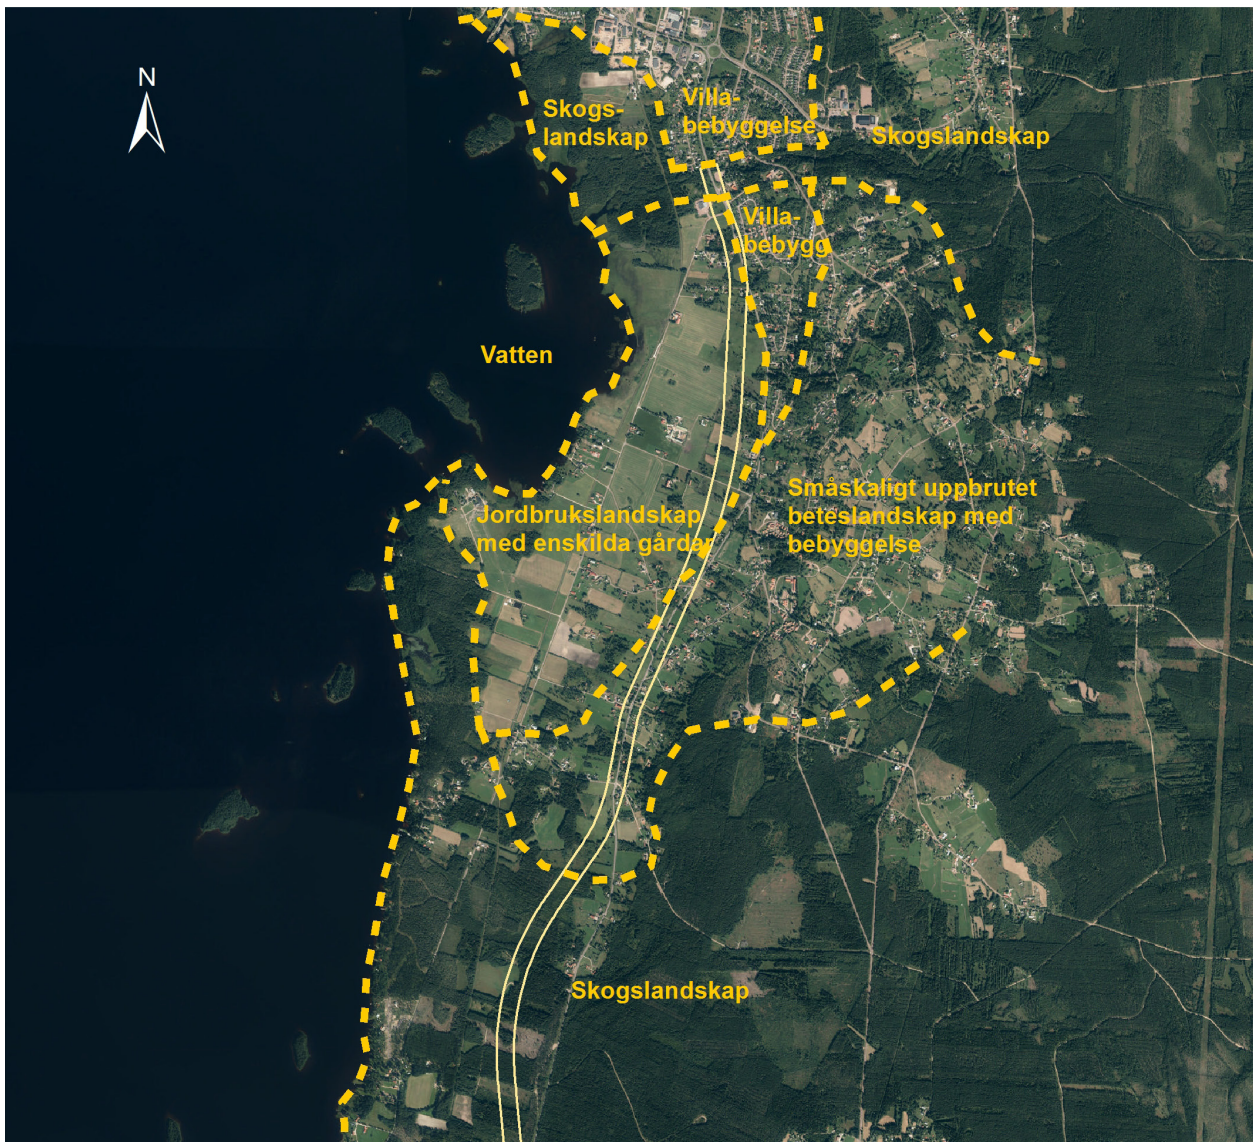 N
Skogs-
landskap
Villa-
bebyggelse
Skogslandskap
Villa-
bebygg
Vatten
Jordbrukslandskap
med enskilda gårdar
Småskaligt uppbrutet
beteslandskap med
bebyggelse
Skogslandskap